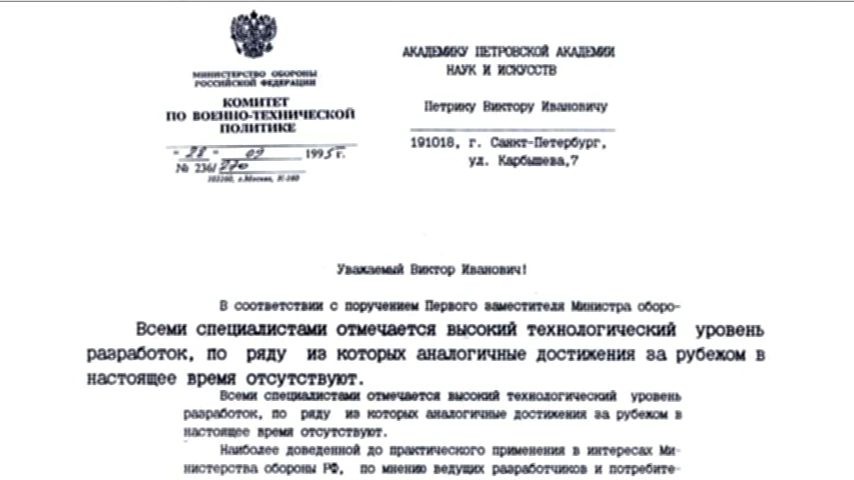 МИНИСТЕРСТВО ОБОРОНЫ
РОССИЙСКОЙ ФЕДЕРАЦИИ
КОМИТЕТ
ПО ВОЕННО-ТЕХНИЧЕСКОЙ
ПОЛИТИКЕ
"28" 09 1995 г.
№ 236/270
103160, г.Москва, К-160
АКАДЕМИКУ ПЕТРОВСКОЙ АКАДЕМИИ
НАУК И ИСКУССТВ
Петрику Виктору Ивановичу
191018, г. Санкт-Петербург,
ул. Карбышева,7
Уважаемый Виктор Иванович!
В соответствии с поручением Первого заместителя Министра оборо-
Всеми специалистами отмечается высокий технологический уровень
разработок, по ряду из которых аналогичные достижения за рубежом в
настоящее время отсутствуют.
Всеми специалистами отмечается высокий технологический уровень
разработок, по ряду из которых аналогичные достижения за рубежом в
настоящее время отсутствуют.
Наиболее доведенной до практического применения в интересах Ми-
нистерства обороны РФ, по мнению ведущих разработчиков и потребите-